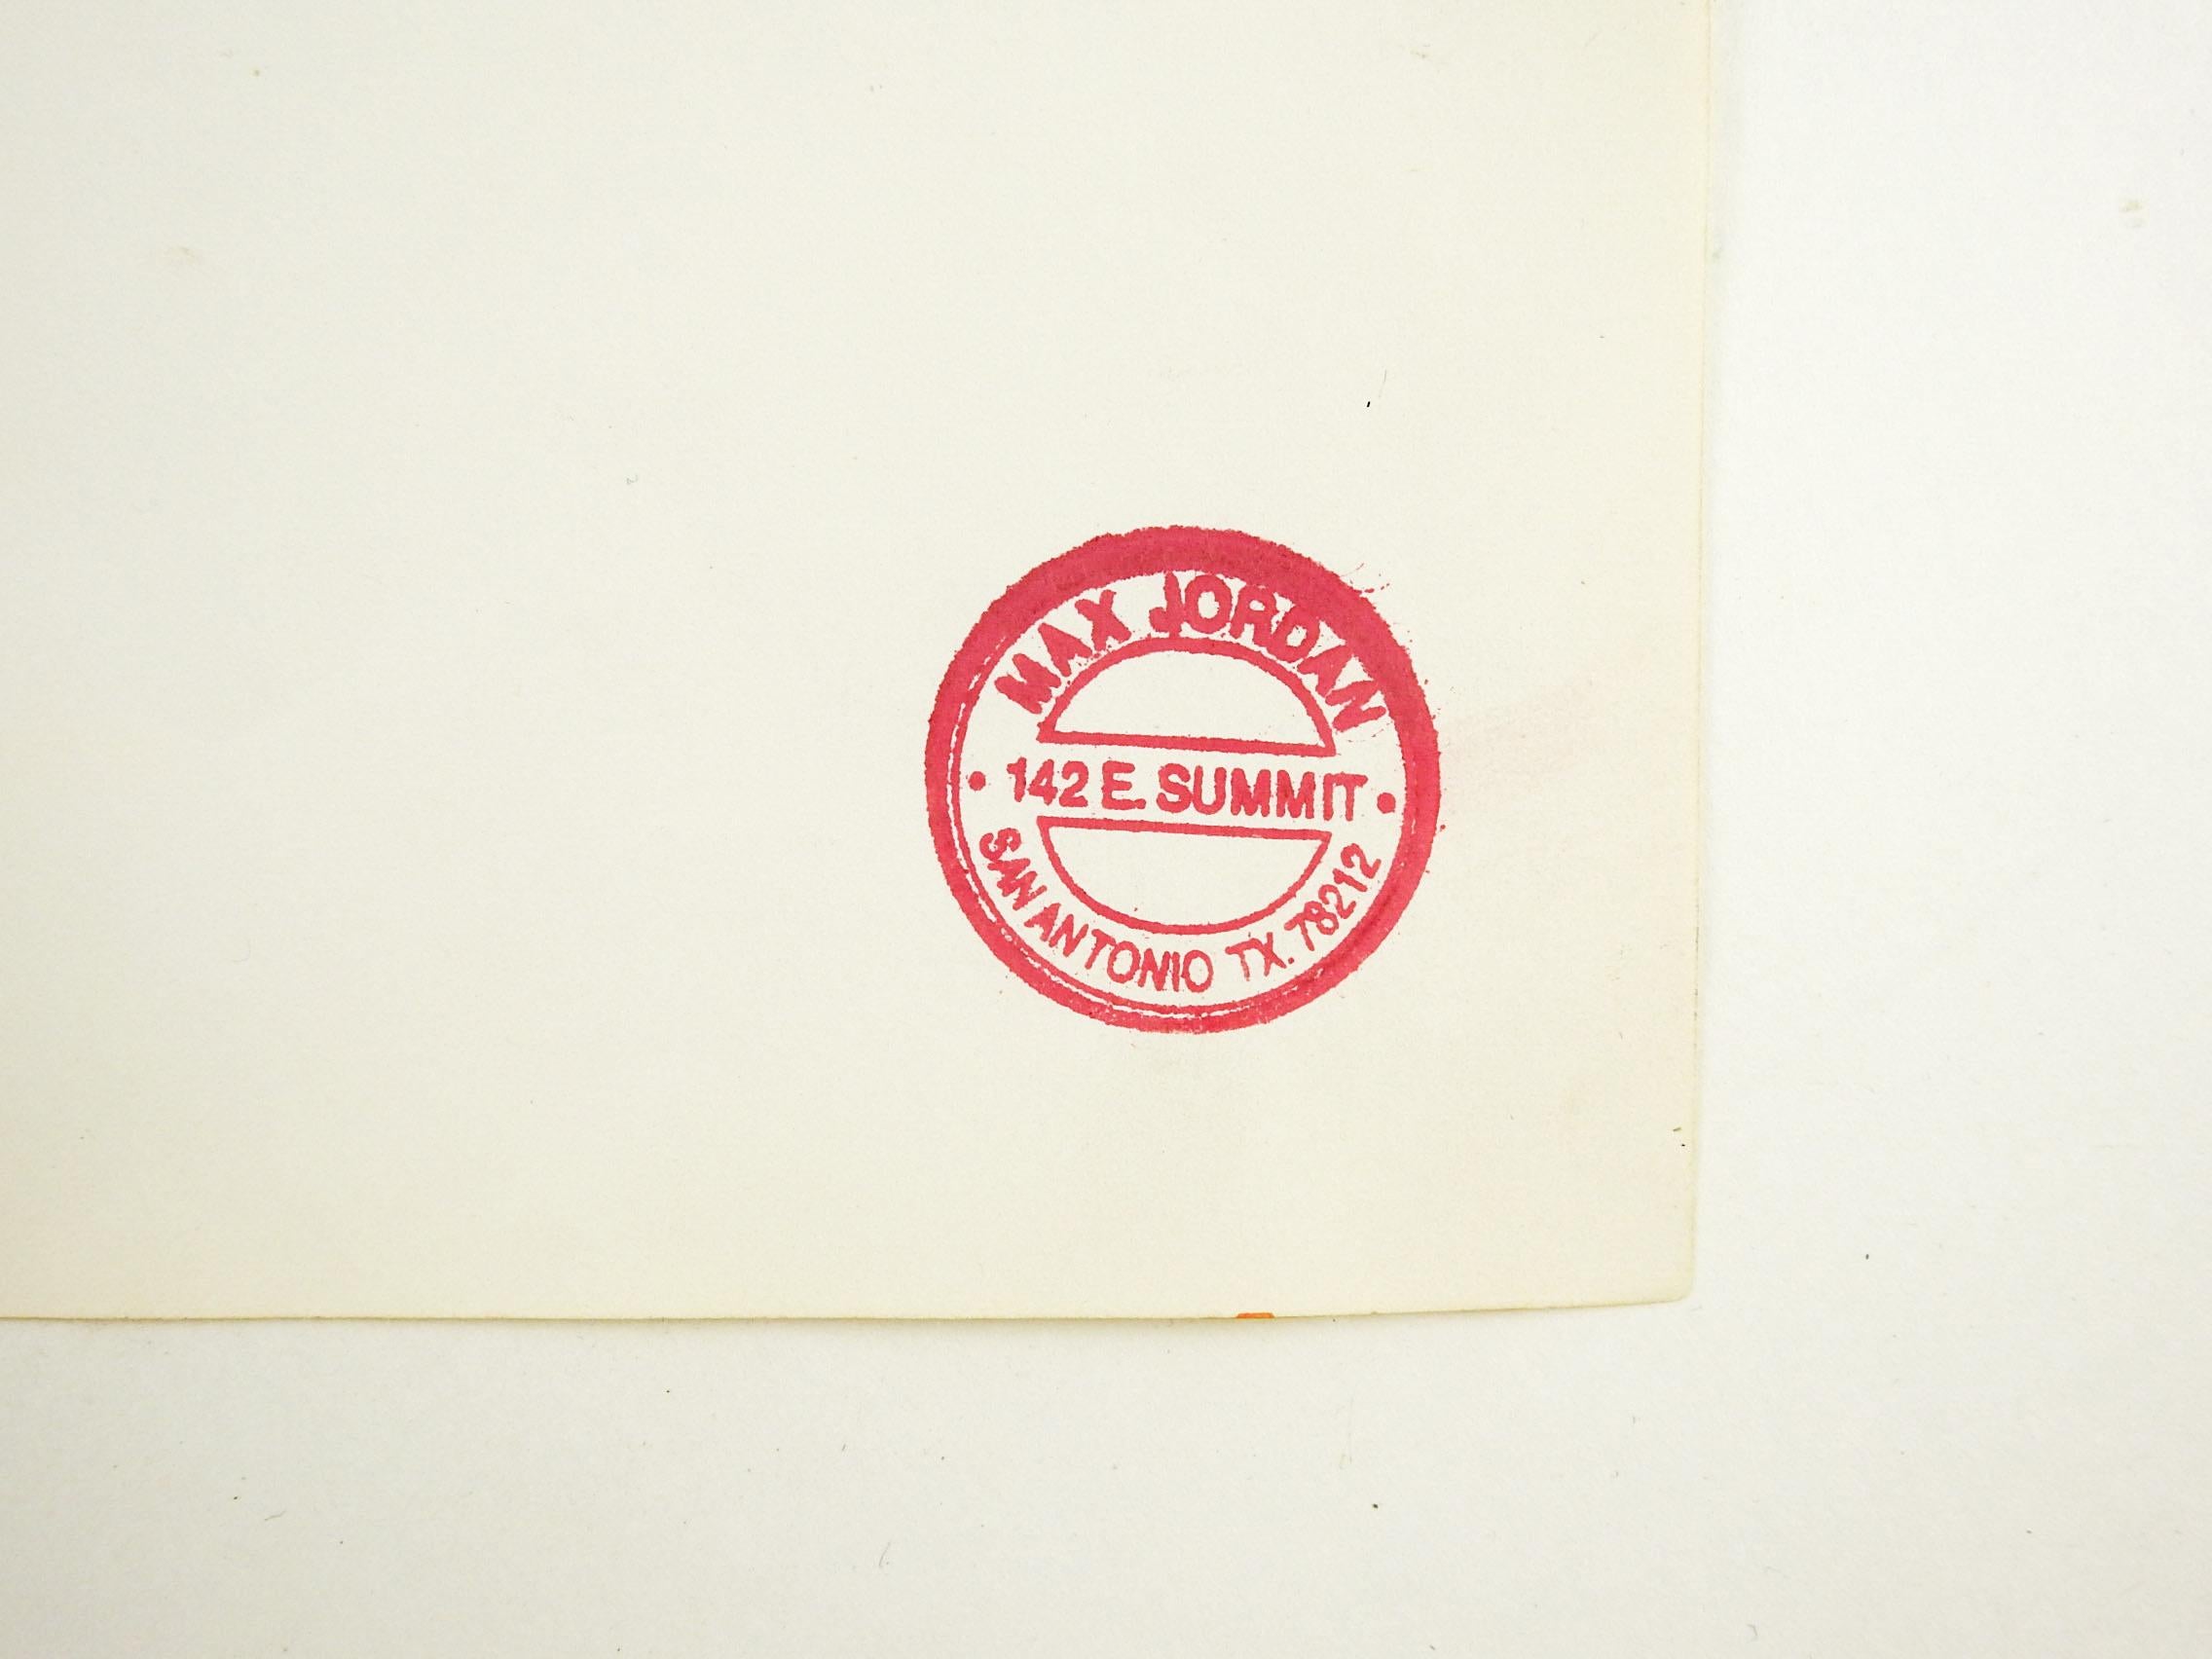 MAX JORDAN
142 E. SUMMIT
SAN ANTONIO TX. 78212